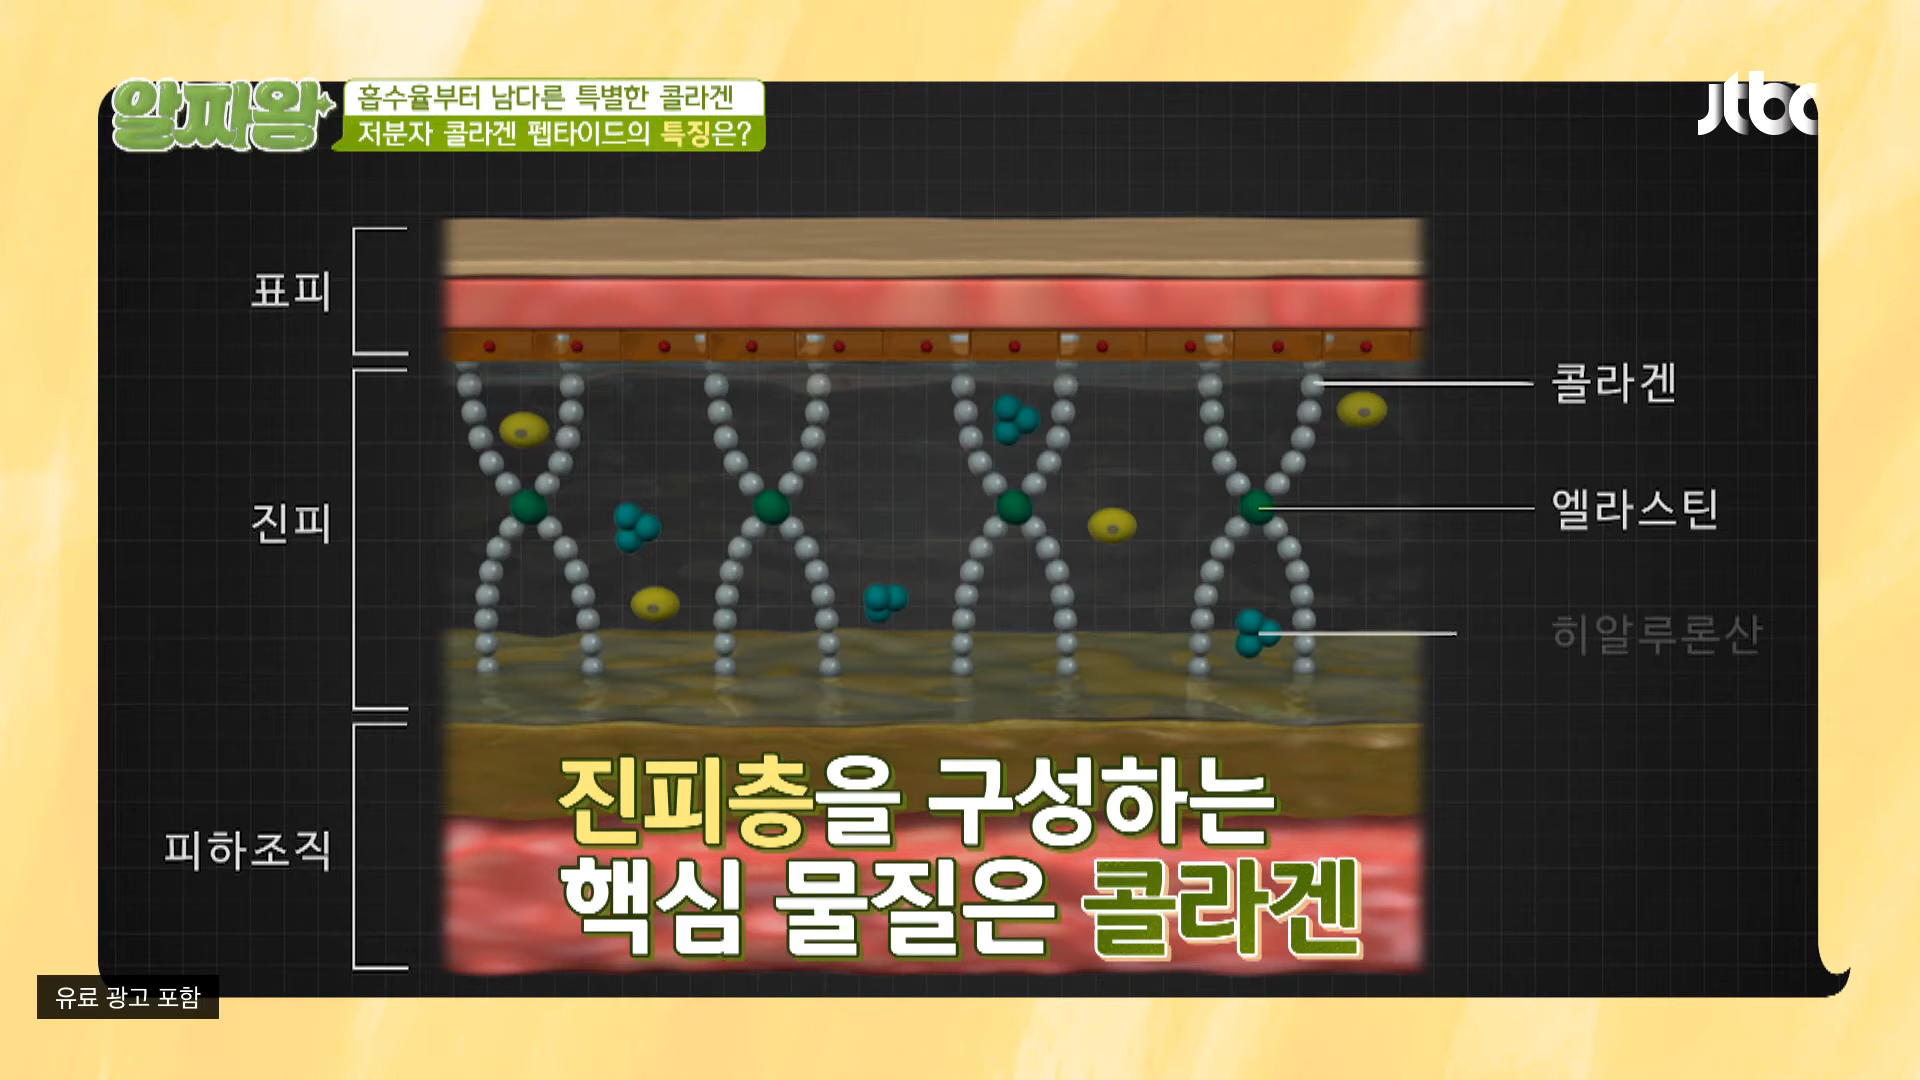 알짜왕
흡수율부터 남다른 특별한 콜라겐
저분자 콜라겐 펩타이드의 특징은?
jtbc
표피
콜라겐
진피
엘라스틴
히알루론산
피하조직
진피층을 구성하는
핵심 물질은 콜라겐
유료 광고 포함